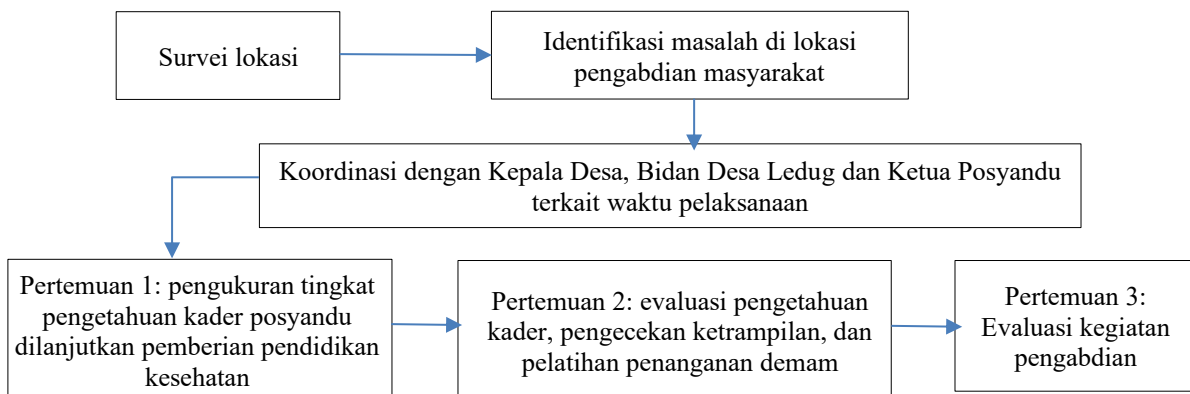 Survei lokasi
Identifikasi masalah di lokasi
pengabdian masyarakat
Koordinasi dengan Kepala Desa, Bidan Desa Ledug dan Ketua Posyandu
terkait waktu pelaksanaan
Pertemuan 1: pengukuran tingkat
pengetahuan kader posyandu
dilanjutkan pemberian pendidikan
kesehatan
Pertemuan 2: evaluasi pengetahuan
kader, pengecekan ketrampilan, dan
pelatihan penanganan demam
Pertemuan 3:
Evaluasi kegiatan
pengabdian